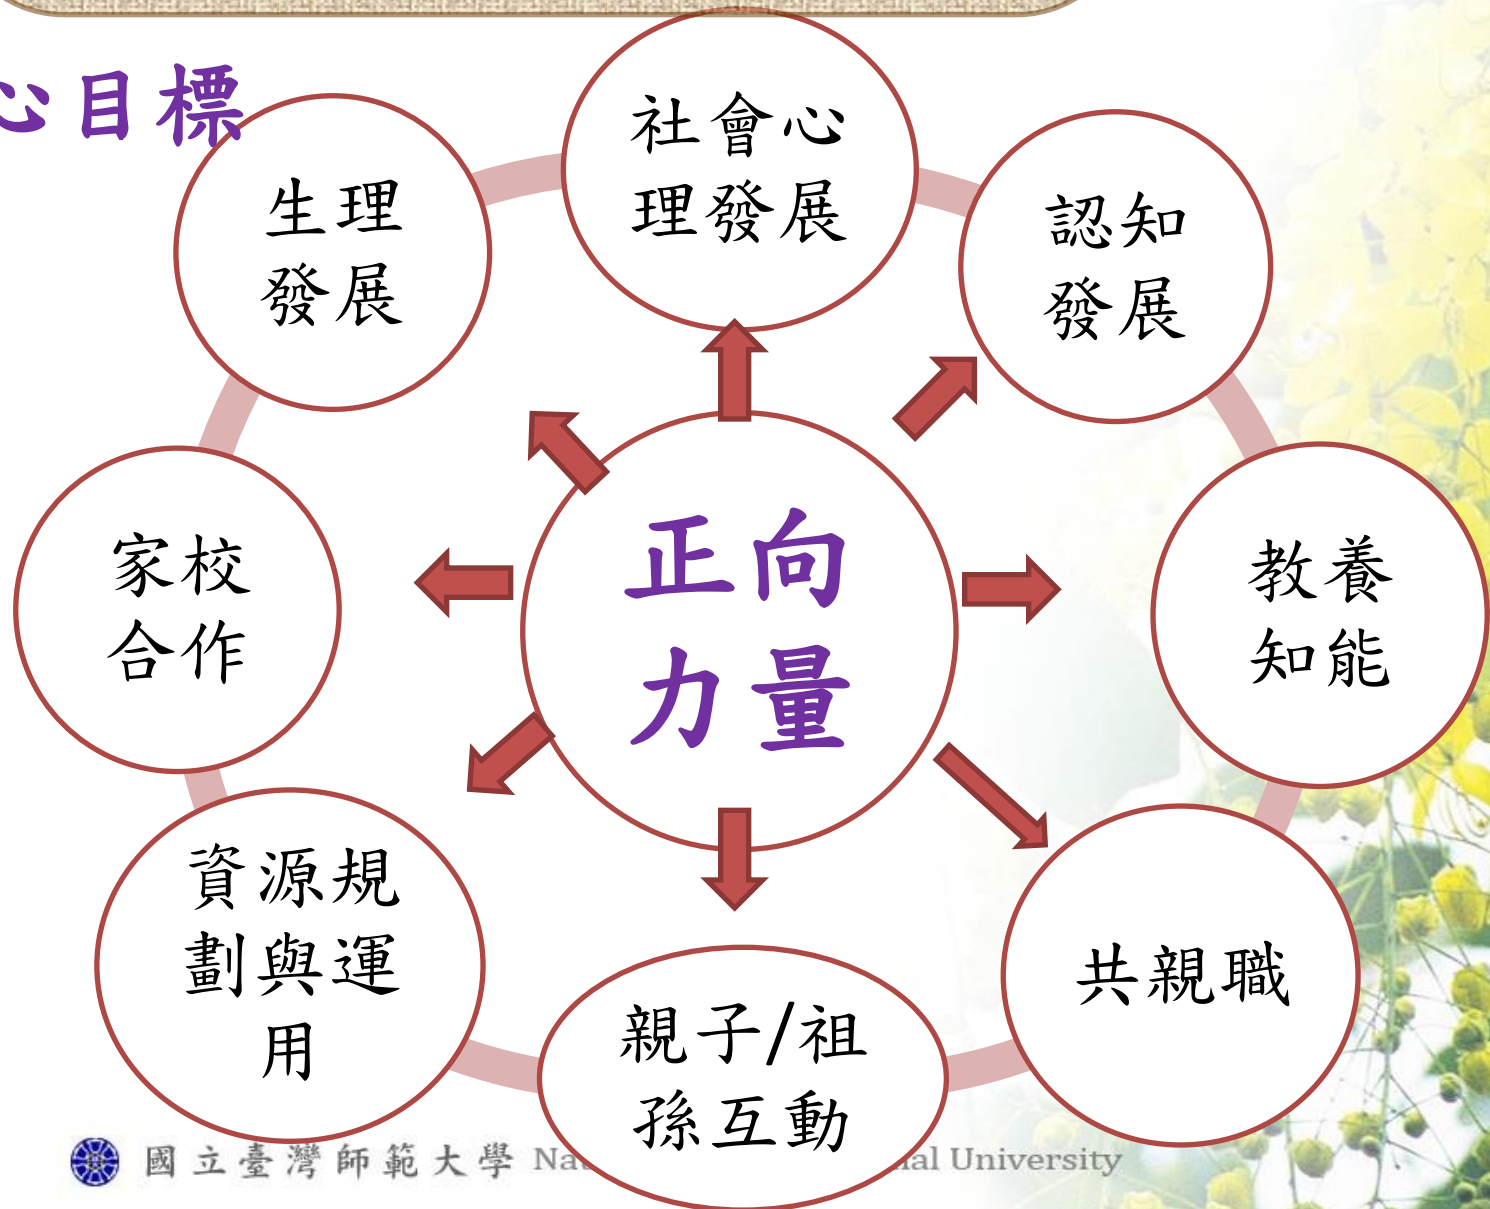 心目標
社會心
理發展
生理
發展
認知
發展
家校
合作
正向
力量
教養
知能
資源規
劃與運
用
共親職
親子/祖
孫互動
國立臺灣師範大學 Nat al University